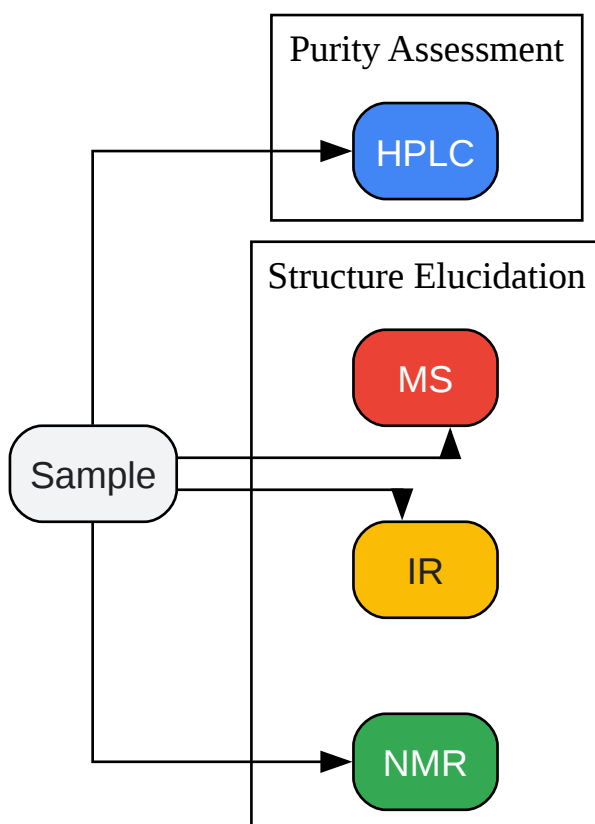 Purity Assessment
HPLC
Structure Elucidation
MS
Sample
IR
NMR